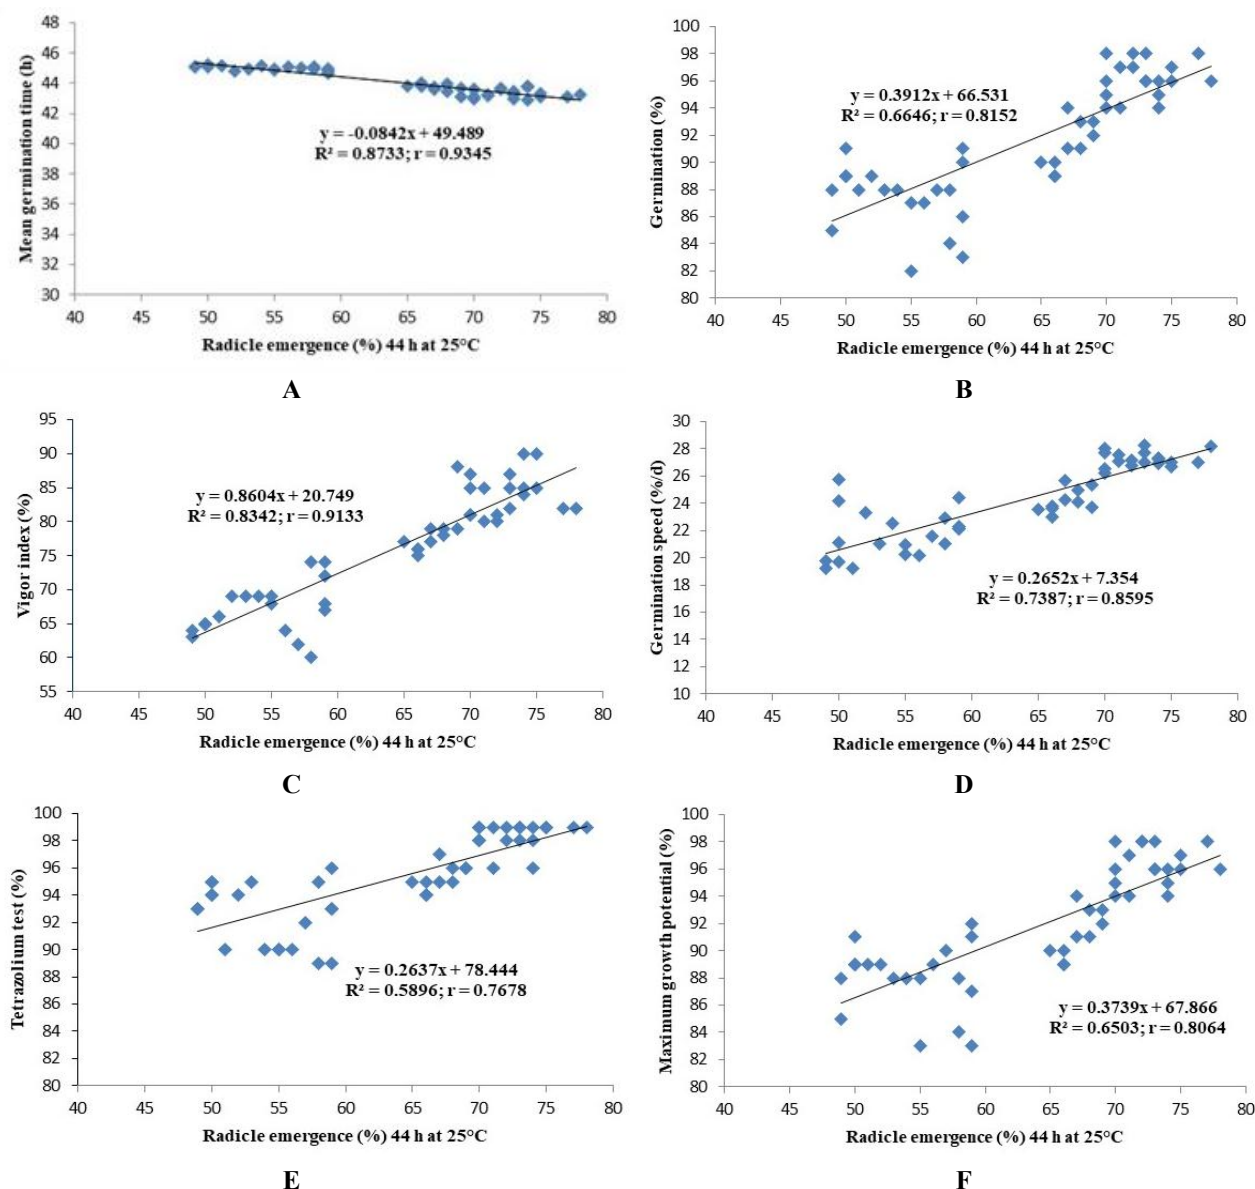 48
46
44
42
40
38
36
34
32
30
Mean germination time (h)
y = -0.0842x + 49.489
R² = 0.8733; r = 0.9345
40 45 50 55 60 65 70 75 80
Radicle emergence (%) 44 h at 25°C
A
100
98
96
94
92
90
88
86
84
82
80
Germination (%)
y = 0.3912x + 66.531
R² = 0.6646; r = 0.8152
40 45 50 55 60 65 70 75 80
Radicle emergence (%) 44 h at 25°C
B
95
90
85
80
75
70
65
60
55
Vigor index (%)
y = 0.8604x + 20.749
R² = 0.8342; r = 0.9133
40 45 50 55 60 65 70 75 80
Radicle emergence (%) 44 h at 25°C
C
30
28
26
24
22
20
18
16
14
12
10
Germination speed (%/d)
y = 0.2652x + 7.354
R² = 0.7387; r = 0.8595
40 45 50 55 60 65 70 75 80
Radicle emergence (%) 44 h at 25°C
D
100
98
96
94
92
90
88
86
84
82
80
Tetrazolium test (%)
y = 0.2637x + 78.444
R² = 0.5896; r = 0.7678
40 45 50 55 60 65 70 75 80
Radicle emergence (%) 44 h at 25°C
E
100
98
96
94
92
90
88
86
84
82
80
Maximum growth potential (%)
y = 0.3739x + 67.866
R² = 0.6503; r = 0.8064
40 45 50 55 60 65 70 75 80
Radicle emergence (%) 44 h at 25°C
F